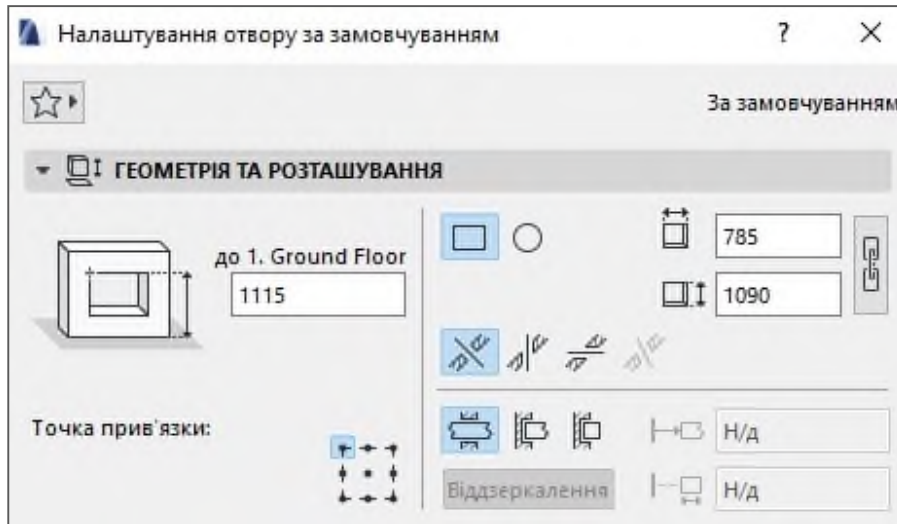 Налаштування отвору за замовчуванням ? ×
За замовчуванням
ГЕОМЕТРІЯ ТА РОЗТАШУВАННЯ
до 1. Ground Floor
1115
785
1090
Точка прив'язки:
Н/д
Віддзеркалення
Н/д